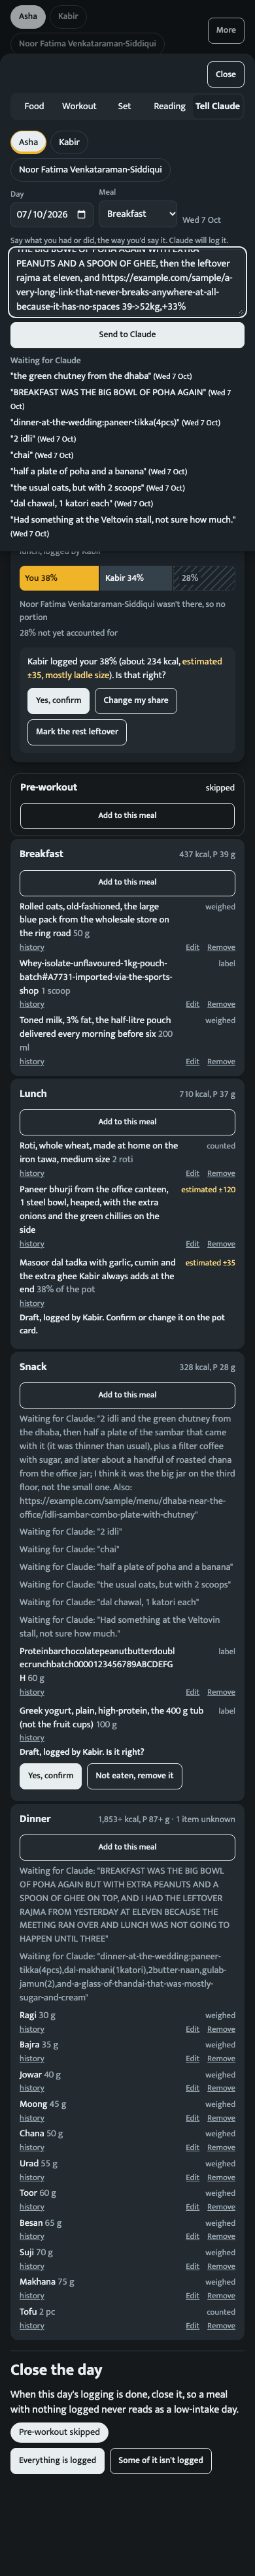 Asha Kabir
Noor Fatima Venkataraman-Siddiqui
More
Close
Food Workout Set Reading Tell Claude
Asha Kabir
Noor Fatima Venkataraman-Siddiqui
Day Meal
07/10/2026 Breakfast Wed 7 Oct
Say what you had or did, the way you'd say it. Claude will log it.
THE BIG BOWL OF POHA AGAIN BUT WITH EXTRA
PEANUTS AND A SPOON OF GHEE, then the leftover
rajma at eleven, and https://example.com/sample/a-
very-long-link-that-never-breaks-anywhere-at-all-
because-it-has-no-spaces 39->52kg,+33%
Send to Claude
Waiting for Claude
"the green chutney from the dhaba" (Wed 7 Oct)
"BREAKFAST WAS THE BIG BOWL OF POHA AGAIN" (Wed 7
Oct)
"dinner-at-the-wedding:paneer-tikka(4pcs)" (Wed 7 Oct)
"2 idli" (Wed 7 Oct)
"chai" (Wed 7 Oct)
"half a plate of poha and a banana" (Wed 7 Oct)
"the usual oats, but with 2 scoops" (Wed 7 Oct)
"dal chawal, 1 katori each" (Wed 7 Oct)
"Had something at the Veltovin stall, not sure how much."
(Wed 7 Oct)
lunch, logged by Kabir
You 38% Kabir 34% 28%
Noor Fatima Venkataraman-Siddiqui wasn't there, so no
portion
28% not yet accounted for
Kabir logged your 38% (about 234 kcal, estimated
±35, mostly ladle size). Is that right?
Yes, confirm Change my share
Mark the rest leftover
Pre-workout skipped
Add to this meal
Breakfast 437 kcal, P 39 g
Add to this meal
Rolled oats, old-fashioned, the large weighed
blue pack from the wholesale store on
the ring road 50 g
history Edit Remove
Whey-isolate-unflavoured-1kg-pouch- label
batch#A7731-imported-via-the-sports-
shop 1 scoop
history Edit Remove
Toned milk, 3% fat, the half-litre pouch weighed
delivered every morning before six 200
ml
history Edit Remove
Lunch 710 kcal, P 37 g
Add to this meal
Roti, whole wheat, made at home on the counted
iron tawa, medium size 2 roti
history Edit Remove
Paneer bhurji from the office canteen, estimated ±120
1 steel bowl, heaped, with the extra
onions and the green chillies on the
side
history Edit Remove
Masoor dal tadka with garlic, cumin and estimated ±35
the extra ghee Kabir always adds at the
end 38% of the pot
history
Draft, logged by Kabir. Confirm or change it on the pot
card.
Snack 328 kcal, P 28 g
Add to this meal
Waiting for Claude: "2 idli and the green chutney from
the dhaba, then half a plate of the sambar that came
with it (it was thinner than usual), plus a filter coffee
with sugar, and later about a handful of roasted chana
from the office jar; I think it was the big jar on the third
floor, not the small one. Also:
https://example.com/sample/menu/dhaba-near-the-
office/idli-sambar-combo-plate-with-chutney"
Waiting for Claude: "2 idli"
Waiting for Claude: "chai"
Waiting for Claude: "half a plate of poha and a banana"
Waiting for Claude: "the usual oats, but with 2 scoops"
Waiting for Claude: "dal chawal, 1 katori each"
Waiting for Claude: "Had something at the Veltovin
stall, not sure how much."
Proteinbarchocolatepeanutbutterdoubl label
ecrunchbatch0000123456789ABCDEFG
H 60 g
history Edit Remove
Greek yogurt, plain, high-protein, the 400 g tub label
(not the fruit cups) 100 g
history
Draft, logged by Kabir. Is it right?
Yes, confirm Not eaten, remove it
Dinner 1,853+ kcal, P 87+ g · 1 item unknown
Add to this meal
Waiting for Claude: "BREAKFAST WAS THE BIG BOWL
OF POHA AGAIN BUT WITH EXTRA PEANUTS AND A
SPOON OF GHEE ON TOP, AND I HAD THE LEFTOVER
RAJMA FROM YESTERDAY AT ELEVEN BECAUSE THE
MEETING RAN OVER AND LUNCH WAS NOT GOING TO
HAPPEN UNTIL THREE"
Waiting for Claude: "dinner-at-the-wedding:paneer-
tikka(4pcs),dal-makhani(1katori),2butter-naan,gulab-
jamun(2),and-a-glass-of-thandai-that-was-mostly-
sugar-and-cream"
Ragi 30 g weighed
history Edit Remove
Bajra 35 g weighed
history Edit Remove
Jowar 40 g weighed
history Edit Remove
Moong 45 g weighed
history Edit Remove
Chana 50 g weighed
history Edit Remove
Urad 55 g weighed
history Edit Remove
Toor 60 g weighed
history Edit Remove
Besan 65 g weighed
history Edit Remove
Suji 70 g weighed
history Edit Remove
Makhana 75 g weighed
history Edit Remove
Tofu 2 pc counted
history Edit Remove
Close the day
When this day's logging is done, close it, so a meal
with nothing logged never reads as a low-intake day.
Pre-workout skipped
Everything is logged Some of it isn't logged